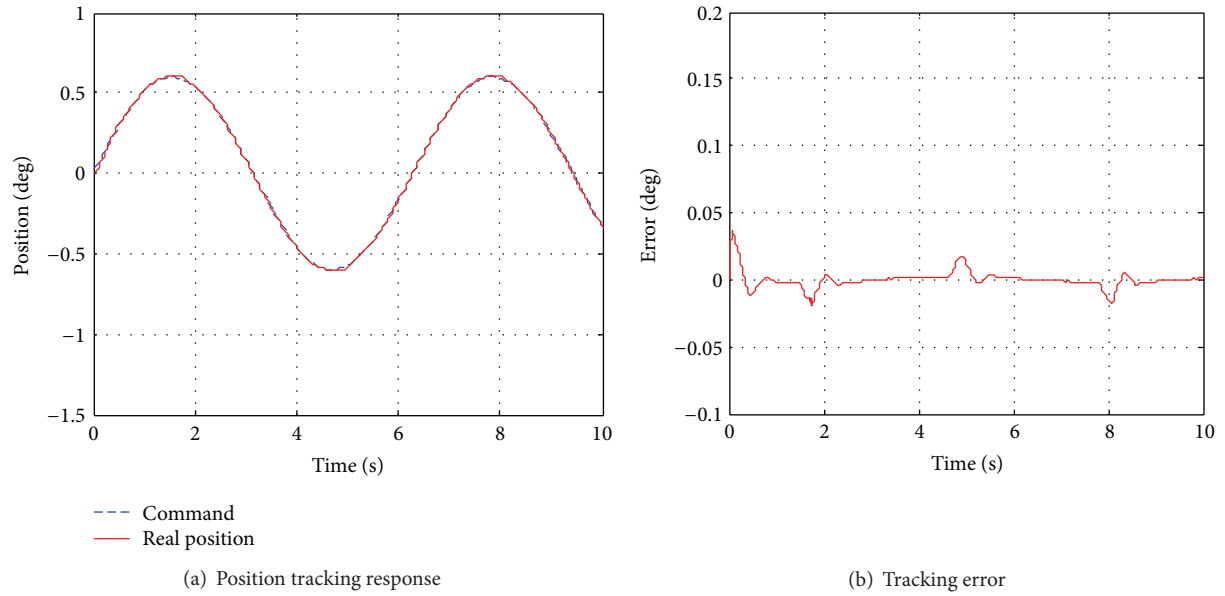 1
0.5
0
−0.5
−1
−1.5
Position (deg)
0 2 4 6 8 10
Time (s)
Command
Real position
(a) Position tracking response
0.2
0.15
0.1
0.05
0
−0.05
−0.1
Error (deg)
0 2 4 6 8 10
Time (s)
(b) Tracking error